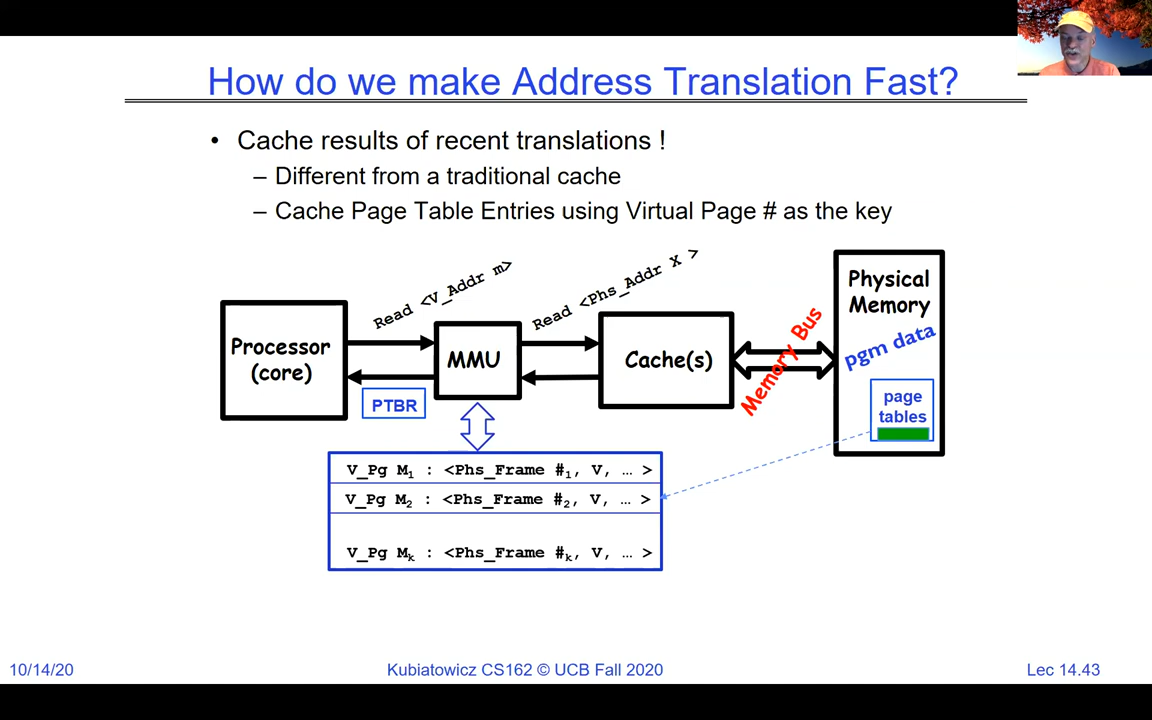 How do we make Address Translation Fast?
• Cache results of recent translations !
– Different from a traditional cache
– Cache Page Table Entries using Virtual Page # as the key
Read <V_Addr m>
Read <Phs_Addr X >
Physical
Memory
Processor
(core)
MMU
Cache(s)
Memory Bus
pgm data
PTBR
page
tables
V_Pg M1 : <Phs_Frame #1, V, … >
V_Pg M2 : <Phs_Frame #2, V, … >
V_Pg Mk : <Phs_Frame #k, V, … >
10/14/20
Kubiatowicz CS162 © UCB Fall 2020
Lec 14.43